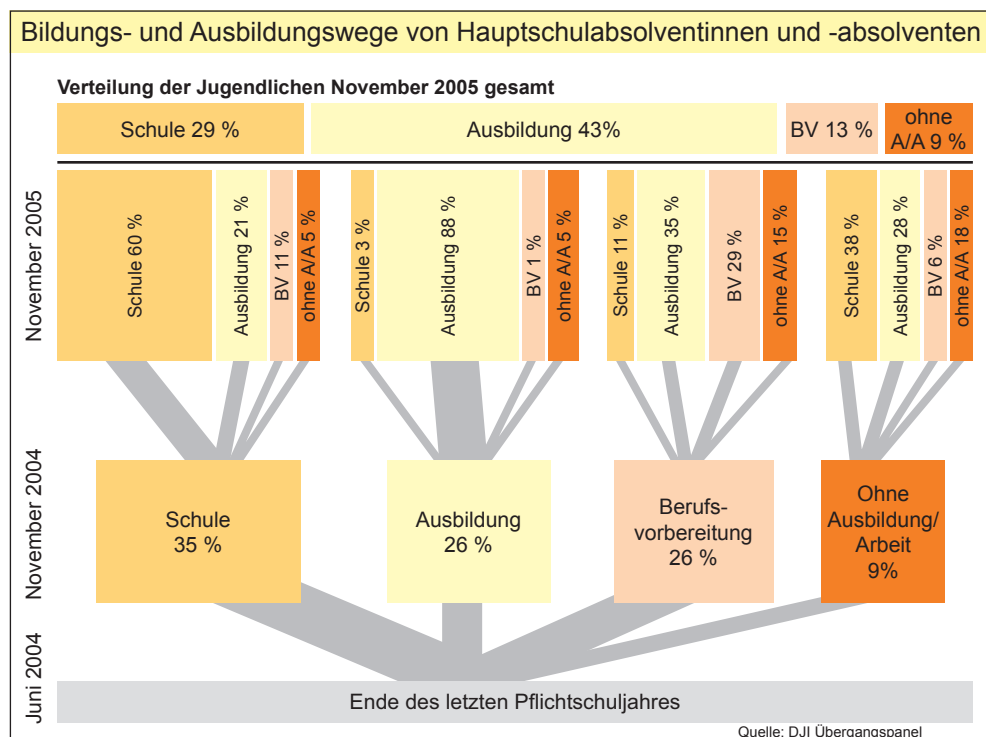 Bildungs- und Ausbildungswege von Hauptschulabsolventinnen und -absolventen
Verteilung der Jugendlichen November 2005 gesamt
Schule 29 %
Ausbildung 43%
BV 13 %
ohne
A/A 9 %
November 2005
Schule 60 %
Ausbildung 21 %
BV 11 %
ohne A/A 5 %
Schule 3 %
Ausbildung 88 %
BV 1 %
ohne A/A 5 %
Schule 11 %
Ausbildung 35 %
BV 29 %
ohne A/A 15 %
Schule 38 %
Ausbildung 28 %
BV 6 %
ohne A/A 18 %
November 2004
Schule
35 %
Ausbildung
26 %
Berufs-
vorbereitung
26 %
Ohne
Ausbildung/
Arbeit
9%
Juni 2004
Ende des letzten Pflichtschuljahres
Quelle: DJI Übergangspanel